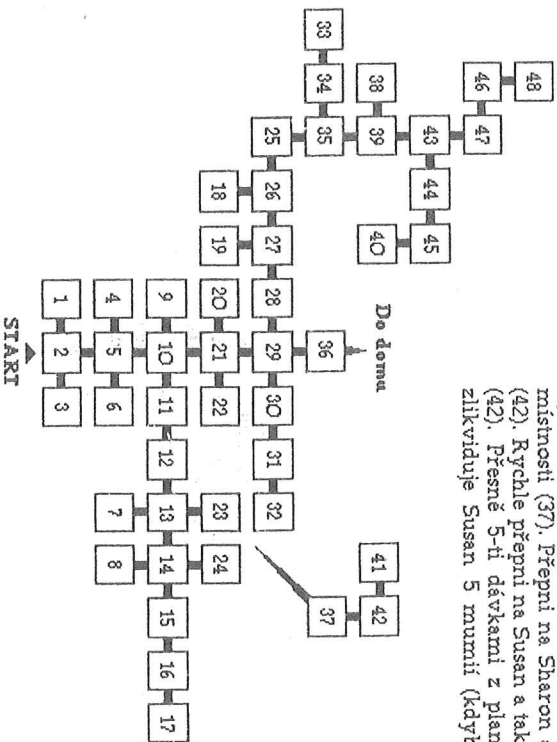 místnosti (37). Přepni na Sharon
(42). Rychle přepni na Susan a tak
(42). Přesně 5-ti dávkami z
zlikviduje Susan 5 mumií
48
46 47
33 38
34 39 43 44 45
35 40
25 26 27 28 29 30 31 32
18 19
Do domu
36
20 21 22
9 10 11 12 13 14 15 16 17
23 24
4 5 6
7 8
1 2 3
START
41 42
37